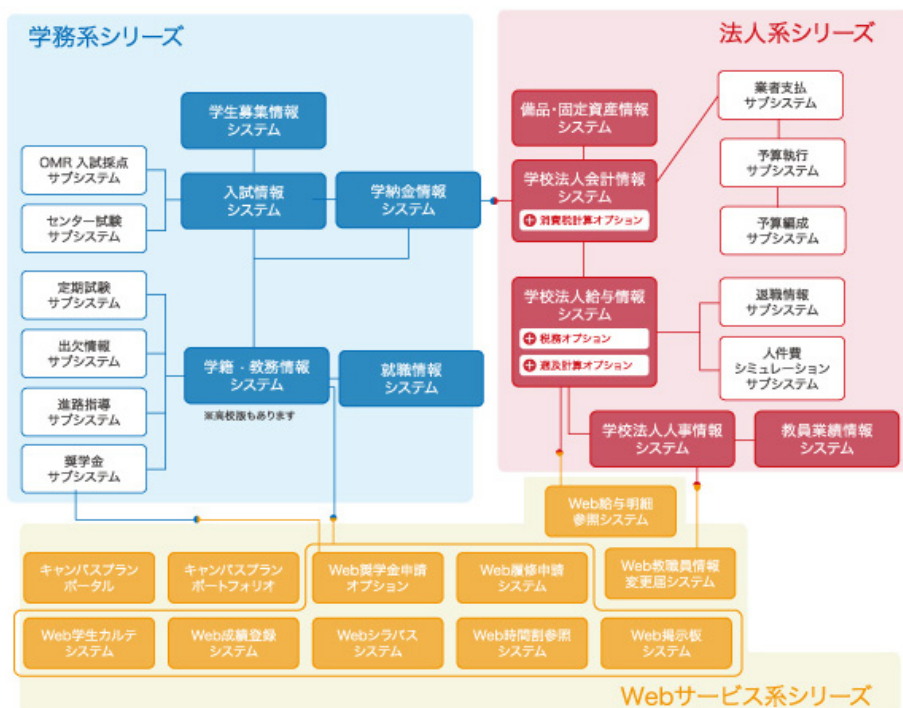 学務系シリーズ
学生募集情報
システム
OMR 入試採点
サブシステム
入試情報
システム
学納金情報
システム
センター試験
サブシステム
定期試験
サブシステム
出欠情報
サブシステム
学籍・教務情報
システム
就職情報
システム
※高校版もあります
進路指導
サブシステム
奨学金
サブシステム
法人系シリーズ
備品・固定資産情報
システム
業者支払
サブシステム
学校法人会計情報
システム
消費税計算オプション
予算執行
サブシステム
予算編成
サブシステム
学校法人給与情報
システム
税務オプション
遡及計算オプション
退職情報
サブシステム
人件費
シミュレーション
サブシステム
学校法人人事情報
システム
教員業績情報
システム
Web給与明細
参照システム
キャンパスプラン
ポータル
キャンパスプラン
ポートフォリオ
Web奨学金申請
オプション
Web履修申請
システム
Web教職員情報
変更届システム
Web学生カルテ
システム
Web成績登録
システム
Webシラバス
システム
Web時間割参照
システム
Web掲示板
システム
Webサービス系シリーズ